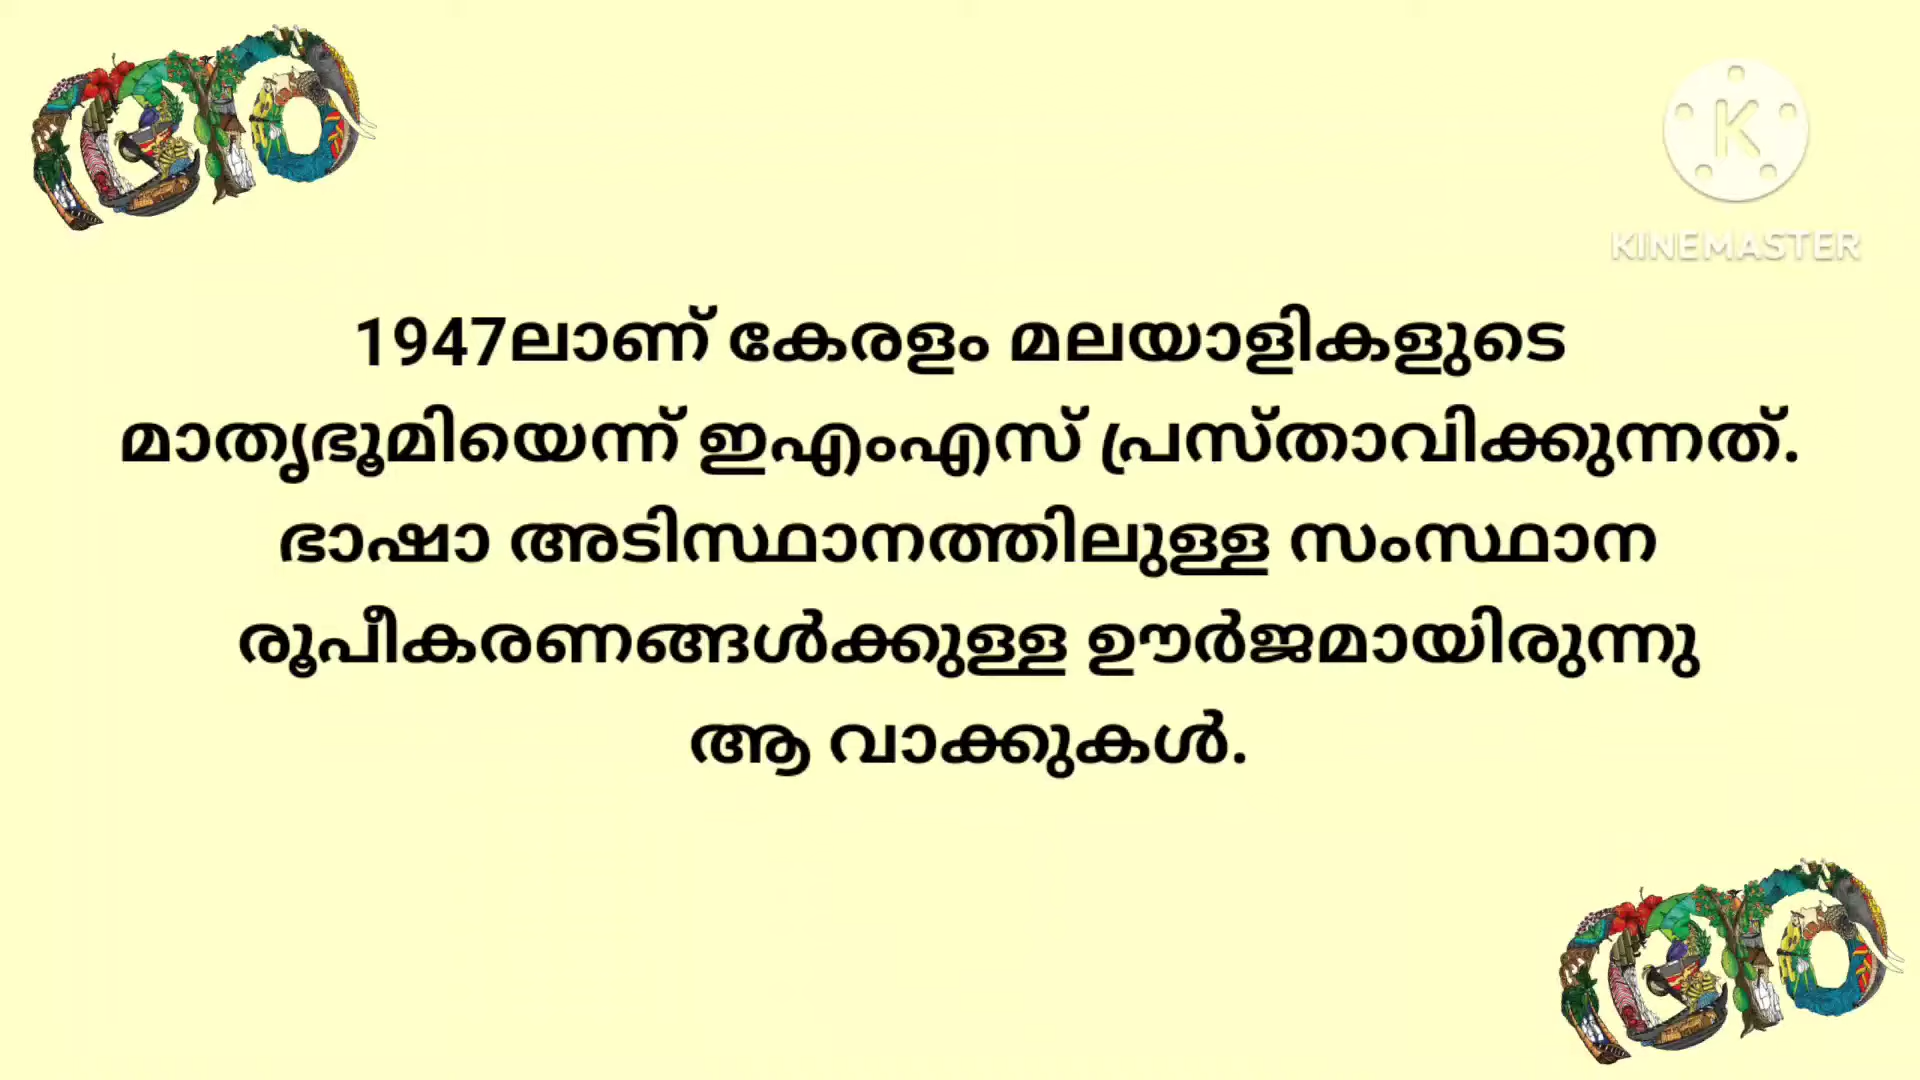 KINEMASTER
1947ലാണ് കേരളം മലയാളികളുടെ
മാതൃഭൂമിയെന്ന് ഇഎംഎസ് പ്രസ്താവിക്കുന്നത്.
ഭാഷാ അടിസ്ഥാനത്തിലുള്ള സംസ്ഥാന
രൂപീകരണങ്ങൾക്കുള്ള ഊർജമായിരുന്നു
ആ വാക്കുകൾ.